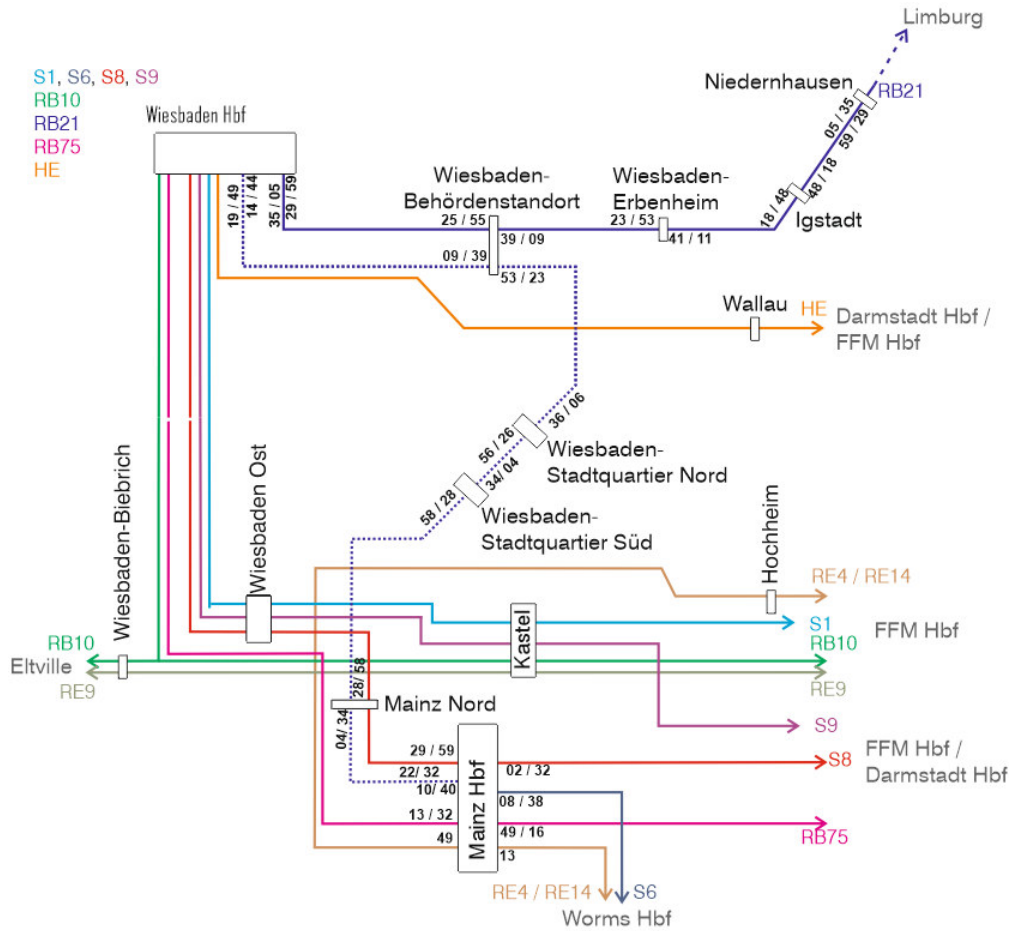 Limburg
S1, S6, S8, S9
RB10
RB21
RB75
HE
Wiesbaden Hbf
Niedernhausen
RB21
05 / 35
59 / 29
48 / 18
18 / 48
Igstadt
Wiesbaden-
Behördenstandort
Wiesbaden-
Erbenheim
19 / 49
14 / 44
35 / 05
29 / 59
25 / 55
39 / 09
09 / 39
53 / 23
23 / 53
41 / 11
Wallau
HE
Darmstadt Hbf /
FFM Hbf
36 / 06
56 / 26
34/ 04
Wiesbaden-
Stadtquartier Nord
58 / 28
Wiesbaden-
Stadtquartier Süd
Wiesbaden-Biebrich
Wiesbaden Ost
Hochheim
RE4 / RE14
S1
FFM Hbf
Kastel
RB10
Eltville
RE9
RB10
RE9
28/ 58
Mainz Nord
04/ 34
S9
29 / 59
22/ 32
10/ 40
Mainz Hbf
02 / 32
08 / 38
S8
FFM Hbf /
Darmstadt Hbf
13 / 32
49 / 16
49
13
RB75
RE4 / RE14
S6
Worms Hbf